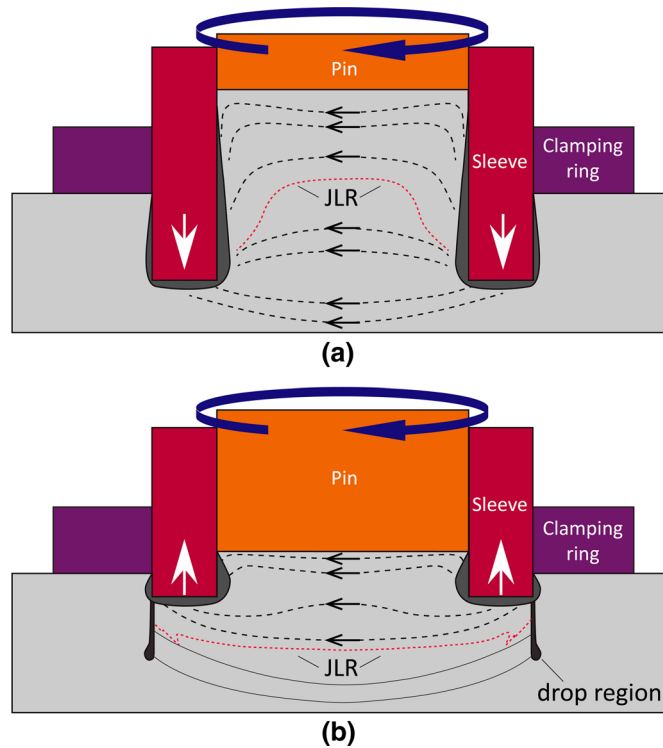 Pin
Sleeve
Clamping
ring
JLR
(a)
Pin
Sleeve
Clamping
ring
JLR
drop region
(b)